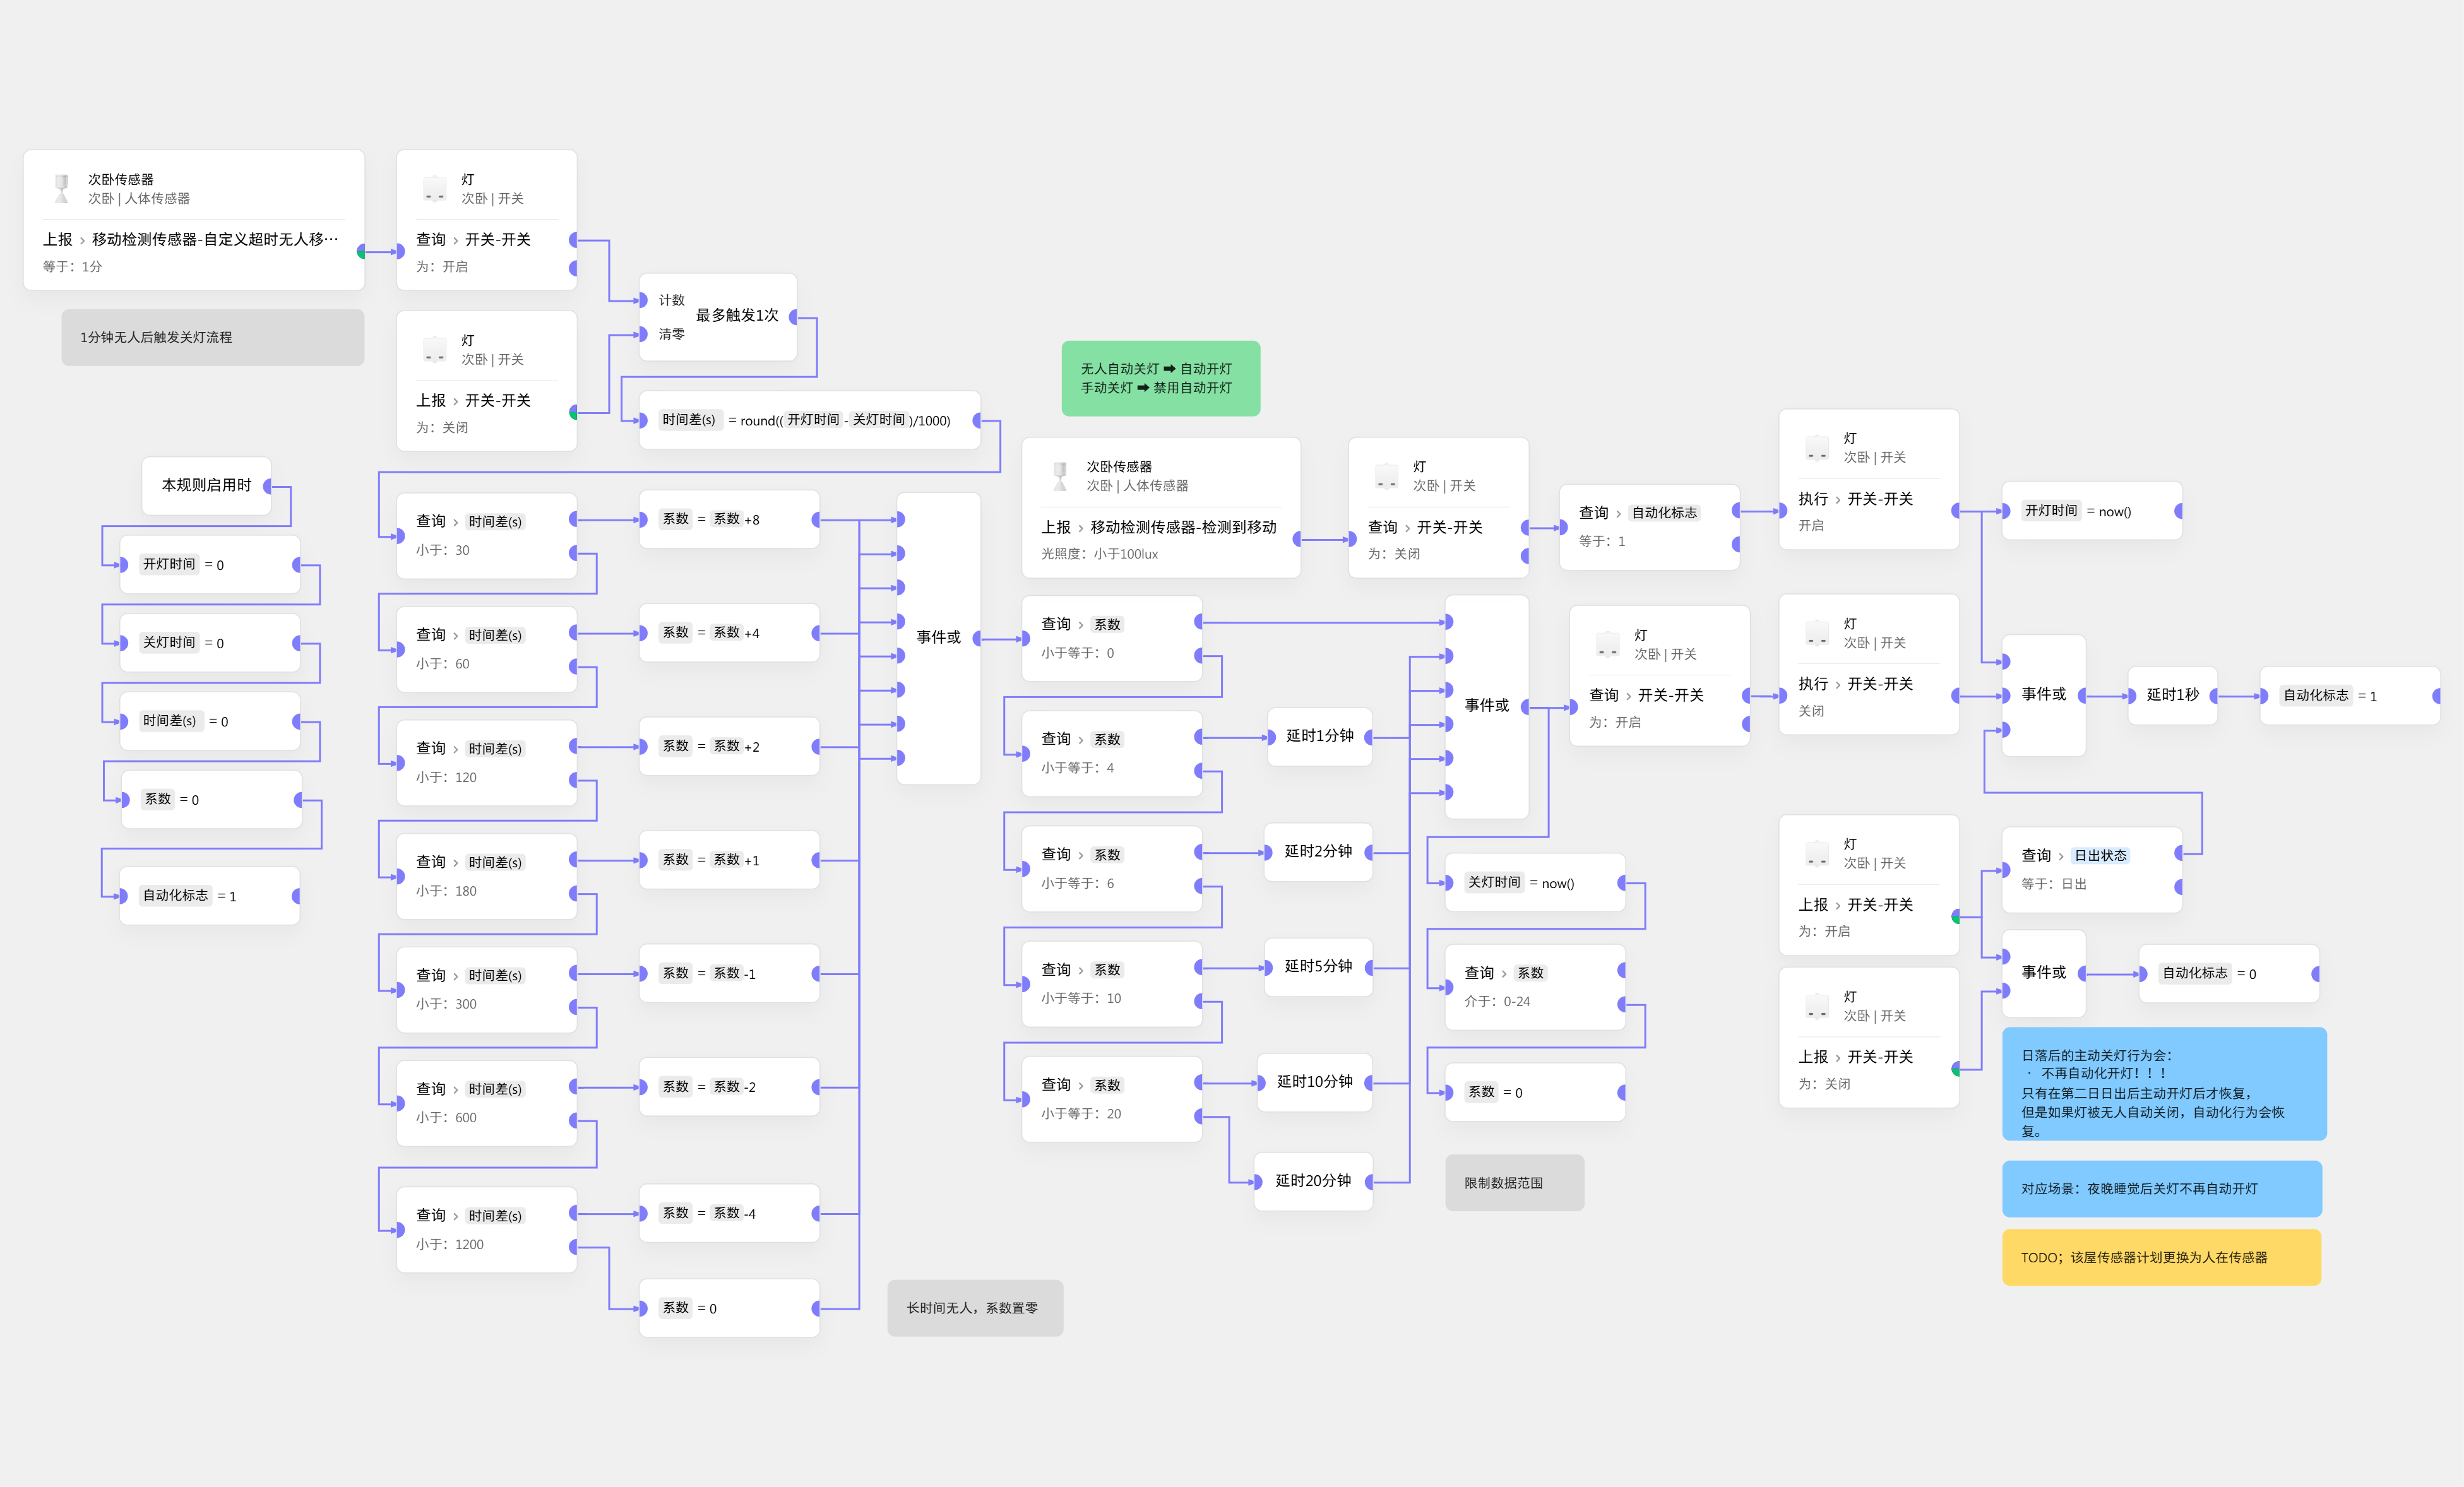 次卧传感器
次卧 | 人体传感器
上报 › 移动检测传感器-自定义超时无人移…
等于：1分
1分钟无人后触发关灯流程
灯
次卧 | 开关
查询 › 开关-开关
为：开启
灯
次卧 | 开关
上报 › 开关-开关
为：关闭
计数
最多触发1次
清零
时间差(s) = round((开灯时间-关灯时间)/1000)
本规则启用时
开灯时间 = 0
关灯时间 = 0
时间差(s) = 0
系数 = 0
自动化标志 = 1
查询 › 时间差(s)
小于：30
系数 = 系数+8
查询 › 时间差(s)
小于：60
系数 = 系数+4
查询 › 时间差(s)
小于：120
系数 = 系数+2
查询 › 时间差(s)
小于：180
系数 = 系数+1
查询 › 时间差(s)
小于：300
系数 = 系数-1
查询 › 时间差(s)
小于：600
系数 = 系数-2
查询 › 时间差(s)
小于：1200
系数 = 系数-4
系数 = 0
事件或
长时间无人，系数置零
无人自动关灯 ➡ 自动开灯
手动关灯 ➡ 禁用自动开灯
次卧传感器
次卧 | 人体传感器
上报 › 移动检测传感器-检测到移动
光照度：小于100lux
灯
次卧 | 开关
查询 › 开关-开关
为：关闭
查询 › 自动化标志
等于：1
灯
次卧 | 开关
执行 › 开关-开关
开启
开灯时间 = now()
查询 › 系数
小于等于：0
查询 › 系数
小于等于：4
延时1分钟
查询 › 系数
小于等于：6
延时2分钟
查询 › 系数
小于等于：10
延时5分钟
查询 › 系数
小于等于：20
延时10分钟
延时20分钟
事件或
灯
次卧 | 开关
查询 › 开关-开关
为：开启
灯
次卧 | 开关
执行 › 开关-开关
关闭
事件或
延时1秒
自动化标志 = 1
关灯时间 = now()
查询 › 系数
介于：0-24
系数 = 0
限制数据范围
灯
次卧 | 开关
上报 › 开关-开关
为：开启
查询 › 日出状态
等于：日出
灯
次卧 | 开关
上报 › 开关-开关
为：关闭
事件或
自动化标志 = 0
日落后的主动关灯行为会：
· 不再自动化开灯！！！
只有在第二日日出后主动开灯后才恢复，
但是如果灯被无人自动关闭，自动化行为会恢
复。
对应场景：夜晚睡觉后关灯不再自动开灯
TODO；该屋传感器计划更换为人在传感器